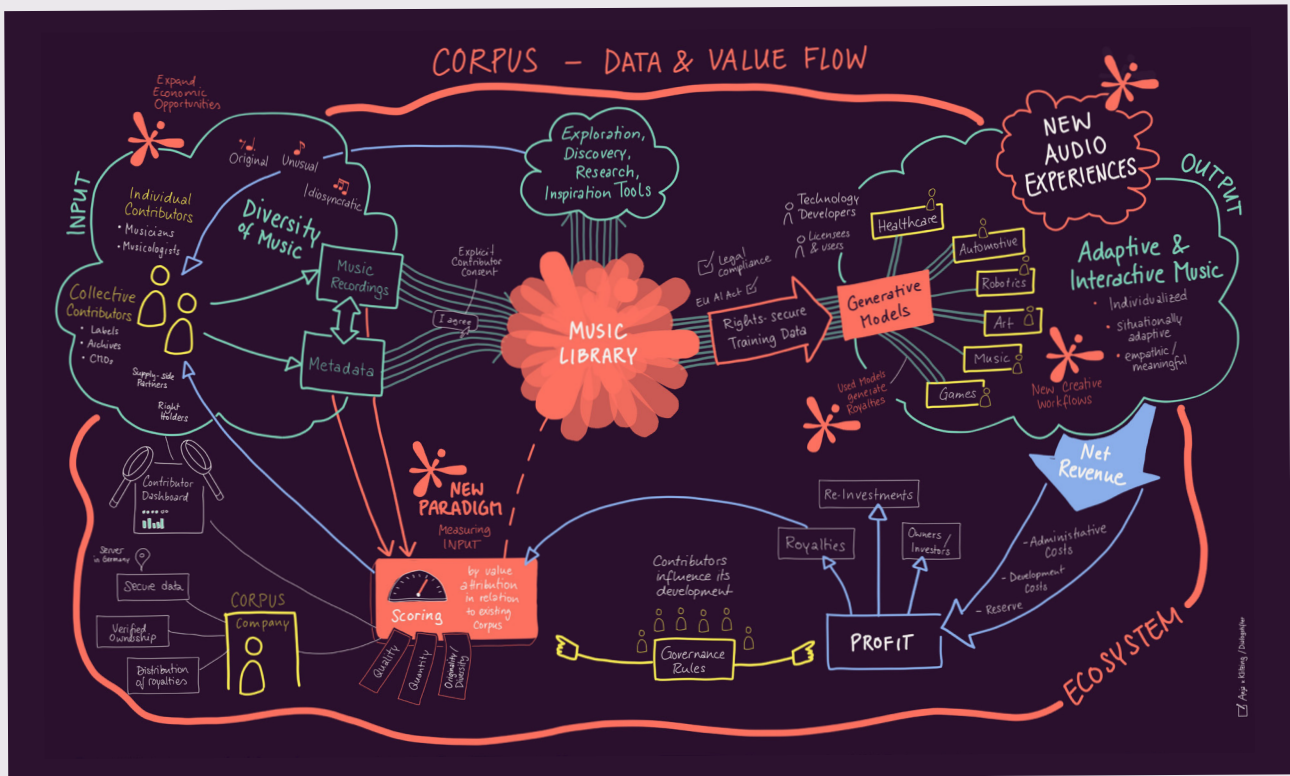 CORPUS – DATA & VALUE FLOW
Expand
Economic
Opportunities
INPUT
Original
Unusual
Idiosyncratic
Individual
Contributors
• Musicians
• Musicologists
Diversity
of Music
Collective
Contributors
• Labels
• Archives
• CMOs
Supply-side
Partners
Right
Holders
Music
Recordings
Metadata
Explicit
Contributor
Consent
I agree
Exploration,
Discovery,
Research,
Inspiration Tools
MUSIC
LIBRARY
Legal
compliance
EU AI Act
Rights-secure
Training Data
Technology
Developers
Licensees
& users
Generative
Models
Healthcare
Automotive
Robotics
Art
Music
Games
Used Models
generate
Royalties
NEW
AUDIO
EXPERIENCES
OUTPUT
Adaptive &
Interactive Music
• Individualized
• situationally
adaptive
• empathic/
meaningful
New Creative
Workflows
Net
Revenue
- Administrative
Costs
- Development
Costs
- Reserve
PROFIT
Re-Investments
Royalties
Owners/
Investors
Contributors
influence its
development
Governance
Rules
NEW
PARADIGM
Measuring
INPUT
by value
attribution
in relation
to existing
Corpus
Scoring
Quality
Quantity
Originality/
Diversity
Contributor
Dashboard
Server
in Germany
Secure data
Verified
Ownership
Distribution
of royalties
CORPUS
Company
ECOSYSTEM